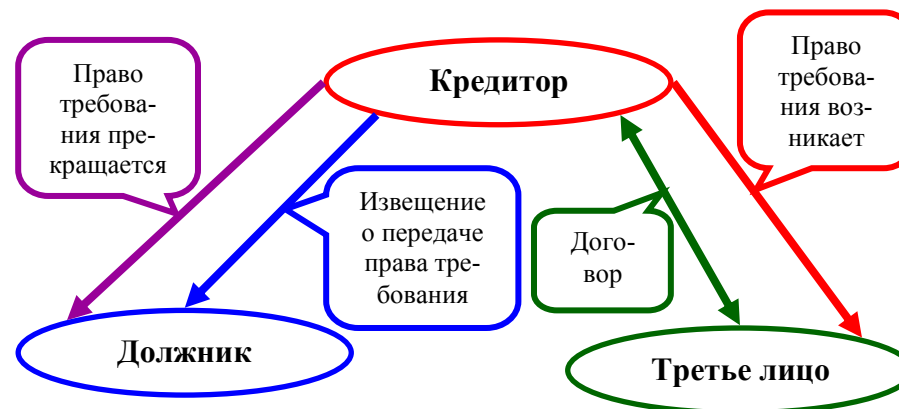 Право
требова-
ния пре-
кращается
Кредитор
Право
требова-
ния воз-
никает
Извещение
о передаче
права тре-
бования
Дого-
вор
Должник
Третье лицо